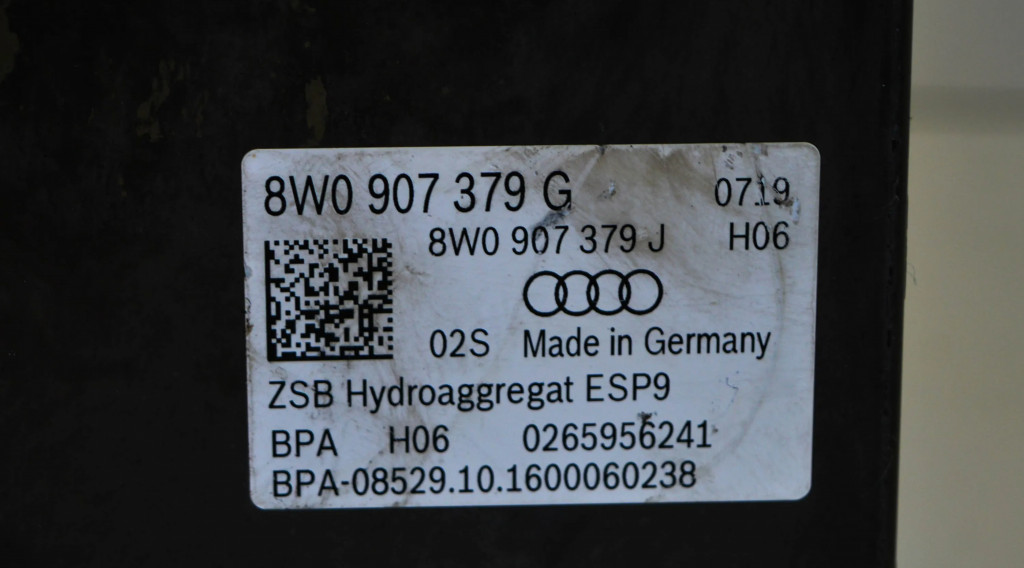 8W0 907 379 G 0719
8W0 907 379 J H06
02S Made in Germany
ZSB Hydroaggregat ESP9
BPA H06 0265956241
BPA-08529.10.1600060238